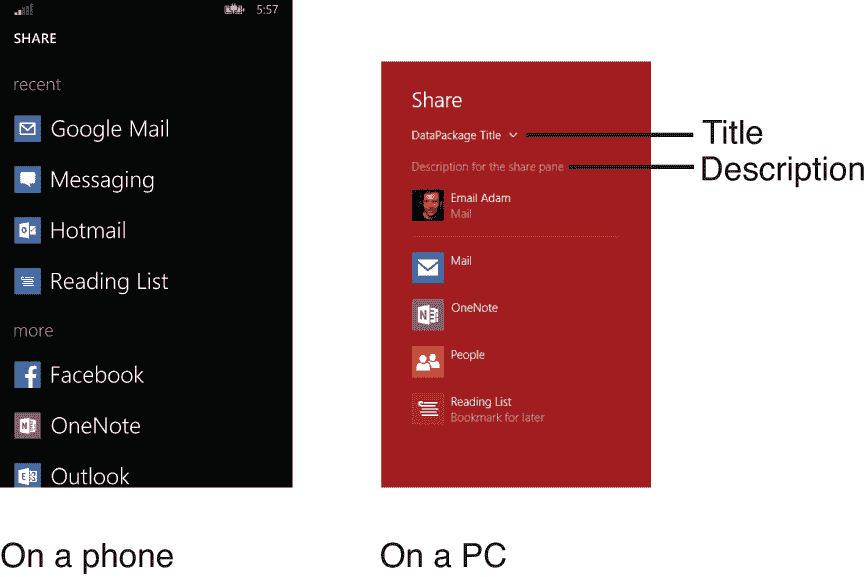 5:57
SHARE
recent
Google Mail
Messaging
Hotmail
Reading List
more
Facebook
OneNote
Outlook
On a phone
Share
DataPackage Title
Description for the share pane
Email Adam
Mail
Mail
OneNote
People
Reading List
Bookmark for later
Title
Description
On a PC